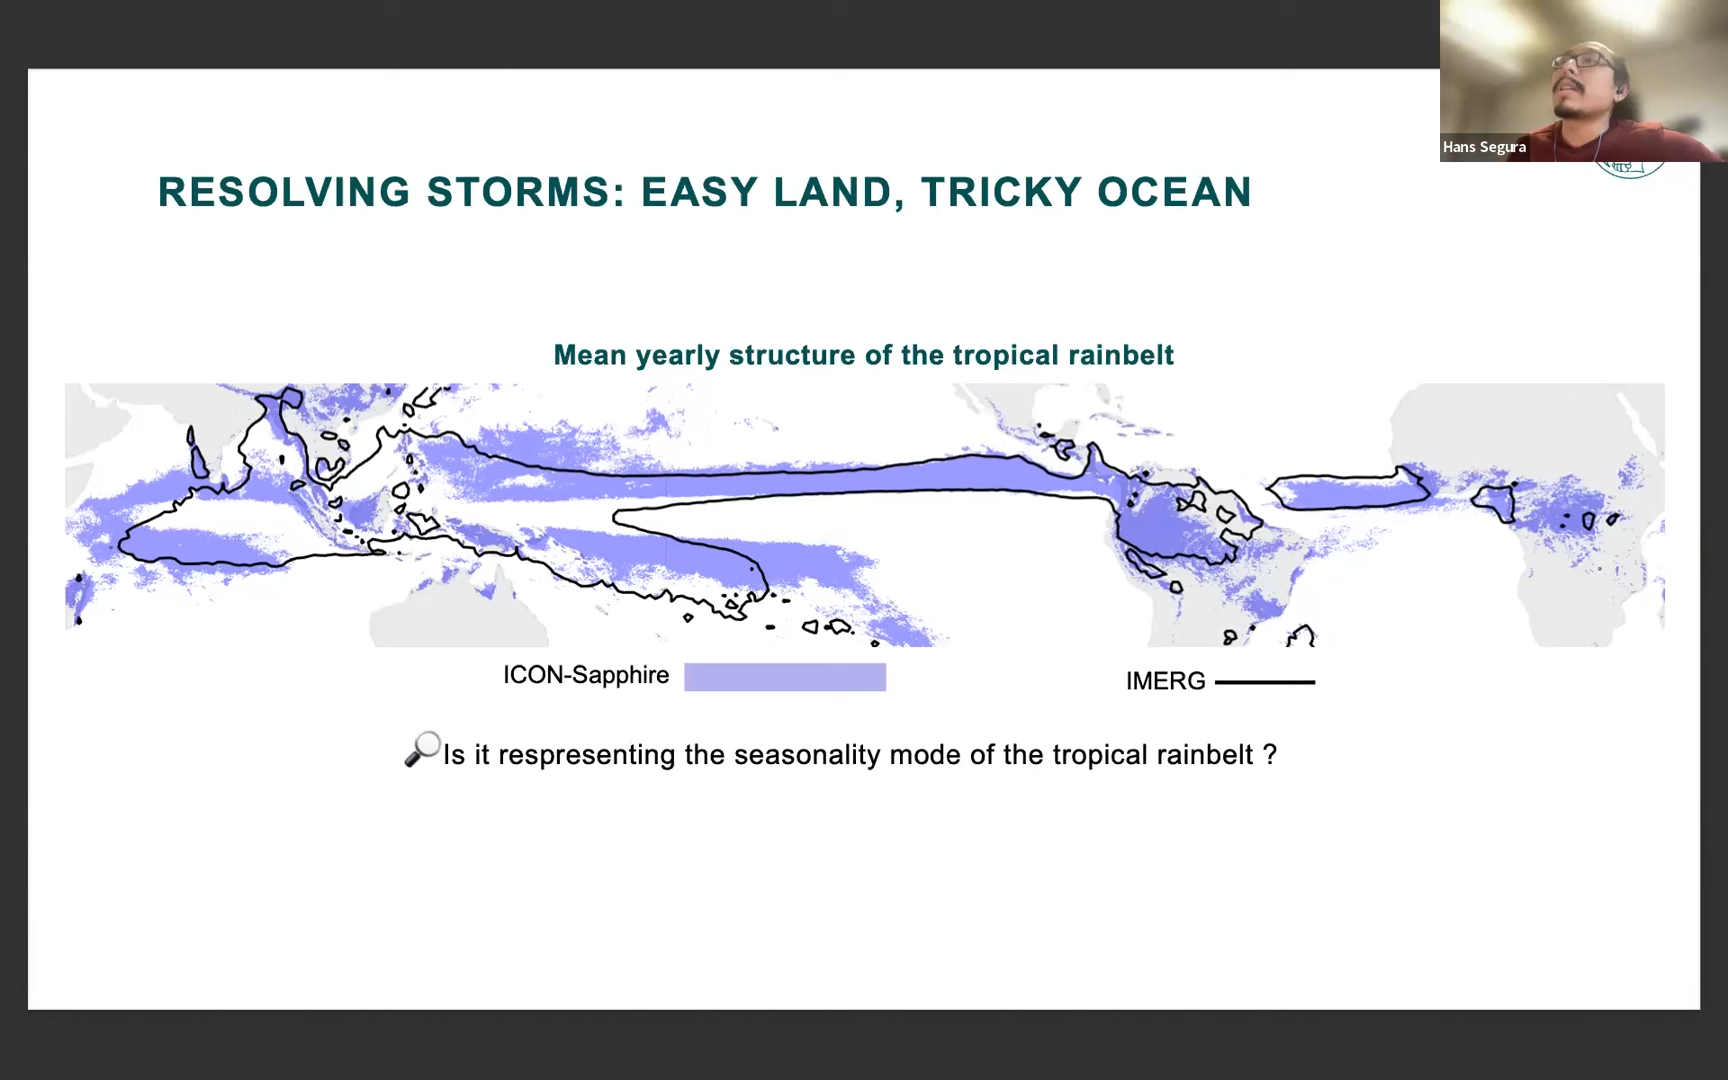 Hans Segura
RESOLVING STORMS: EASY LAND, TRICKY OCEAN
Mean yearly structure of the tropical rainbelt
ICON-Sapphire
IMERG
Is it respresenting the seasonality mode of the tropical rainbelt ?